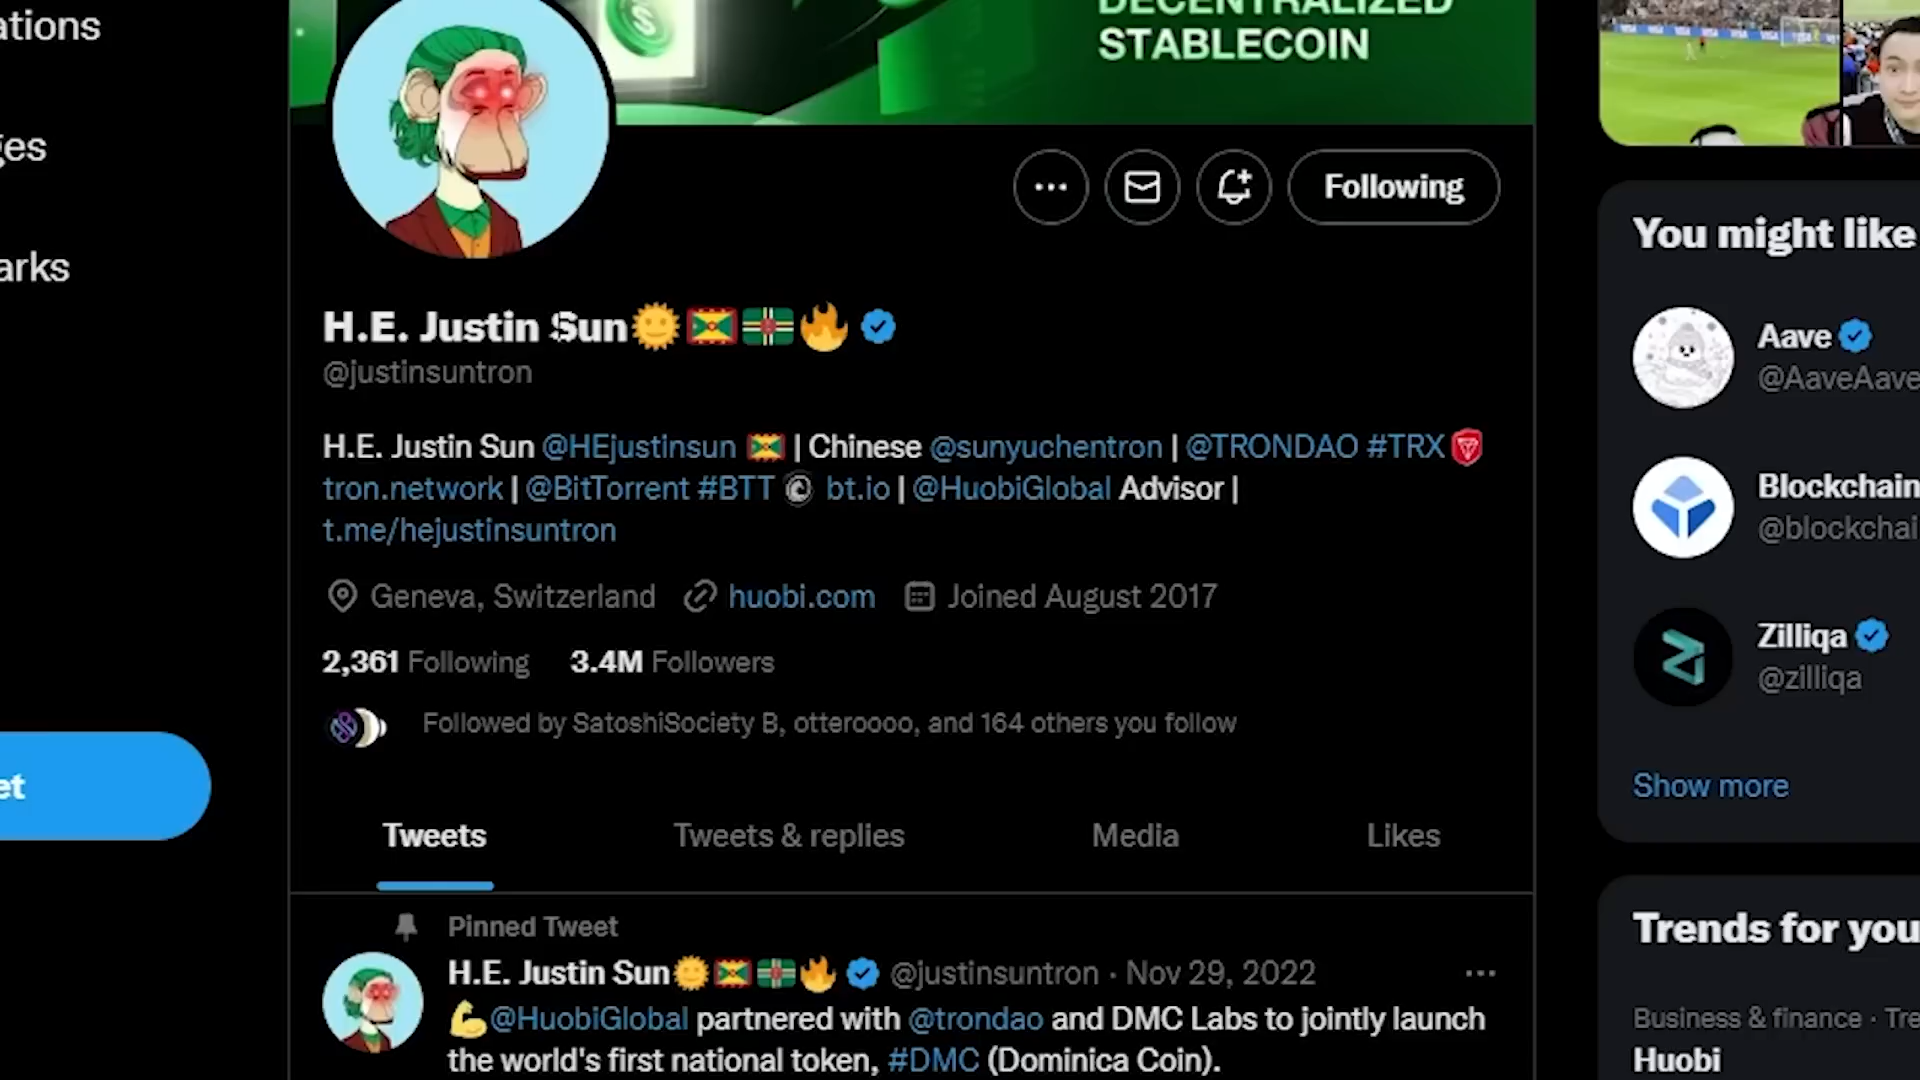 ations
ges
arks
et
DECENTRALIZED
STABLECOIN
Following
H.E. Justin Sun🌞🇬🇩🇩🇲🔥
@justinsuntron
H.E. Justin Sun @HEjustinsun 🇬🇩 | Chinese @sunyuchentron | @TRONDAO #TRX
tron.network | @BitTorrent #BTT bt.io | @HuobiGlobal Advisor |
t.me/hejustinsuntron
Geneva, Switzerland huobi.com Joined August 2017
2,361 Following 3.4M Followers
Followed by SatoshiSociety B, otteroooo, and 164 others you follow
Tweets Tweets & replies Media Likes
Pinned Tweet
H.E. Justin Sun🌞🇬🇩🇩🇲🔥 @justinsuntron · Nov 29, 2022
💪@HuobiGlobal partnered with @trondao and DMC Labs to jointly launch
the world's first national token, #DMC (Dominica Coin).
VISA VISA VISA VISA
You might like
Aave
@AaveAave
Blockchain
@blockchai
Zilliqa
@zilliqa
Show more
Trends for you
Business & finance · Tre
Huobi